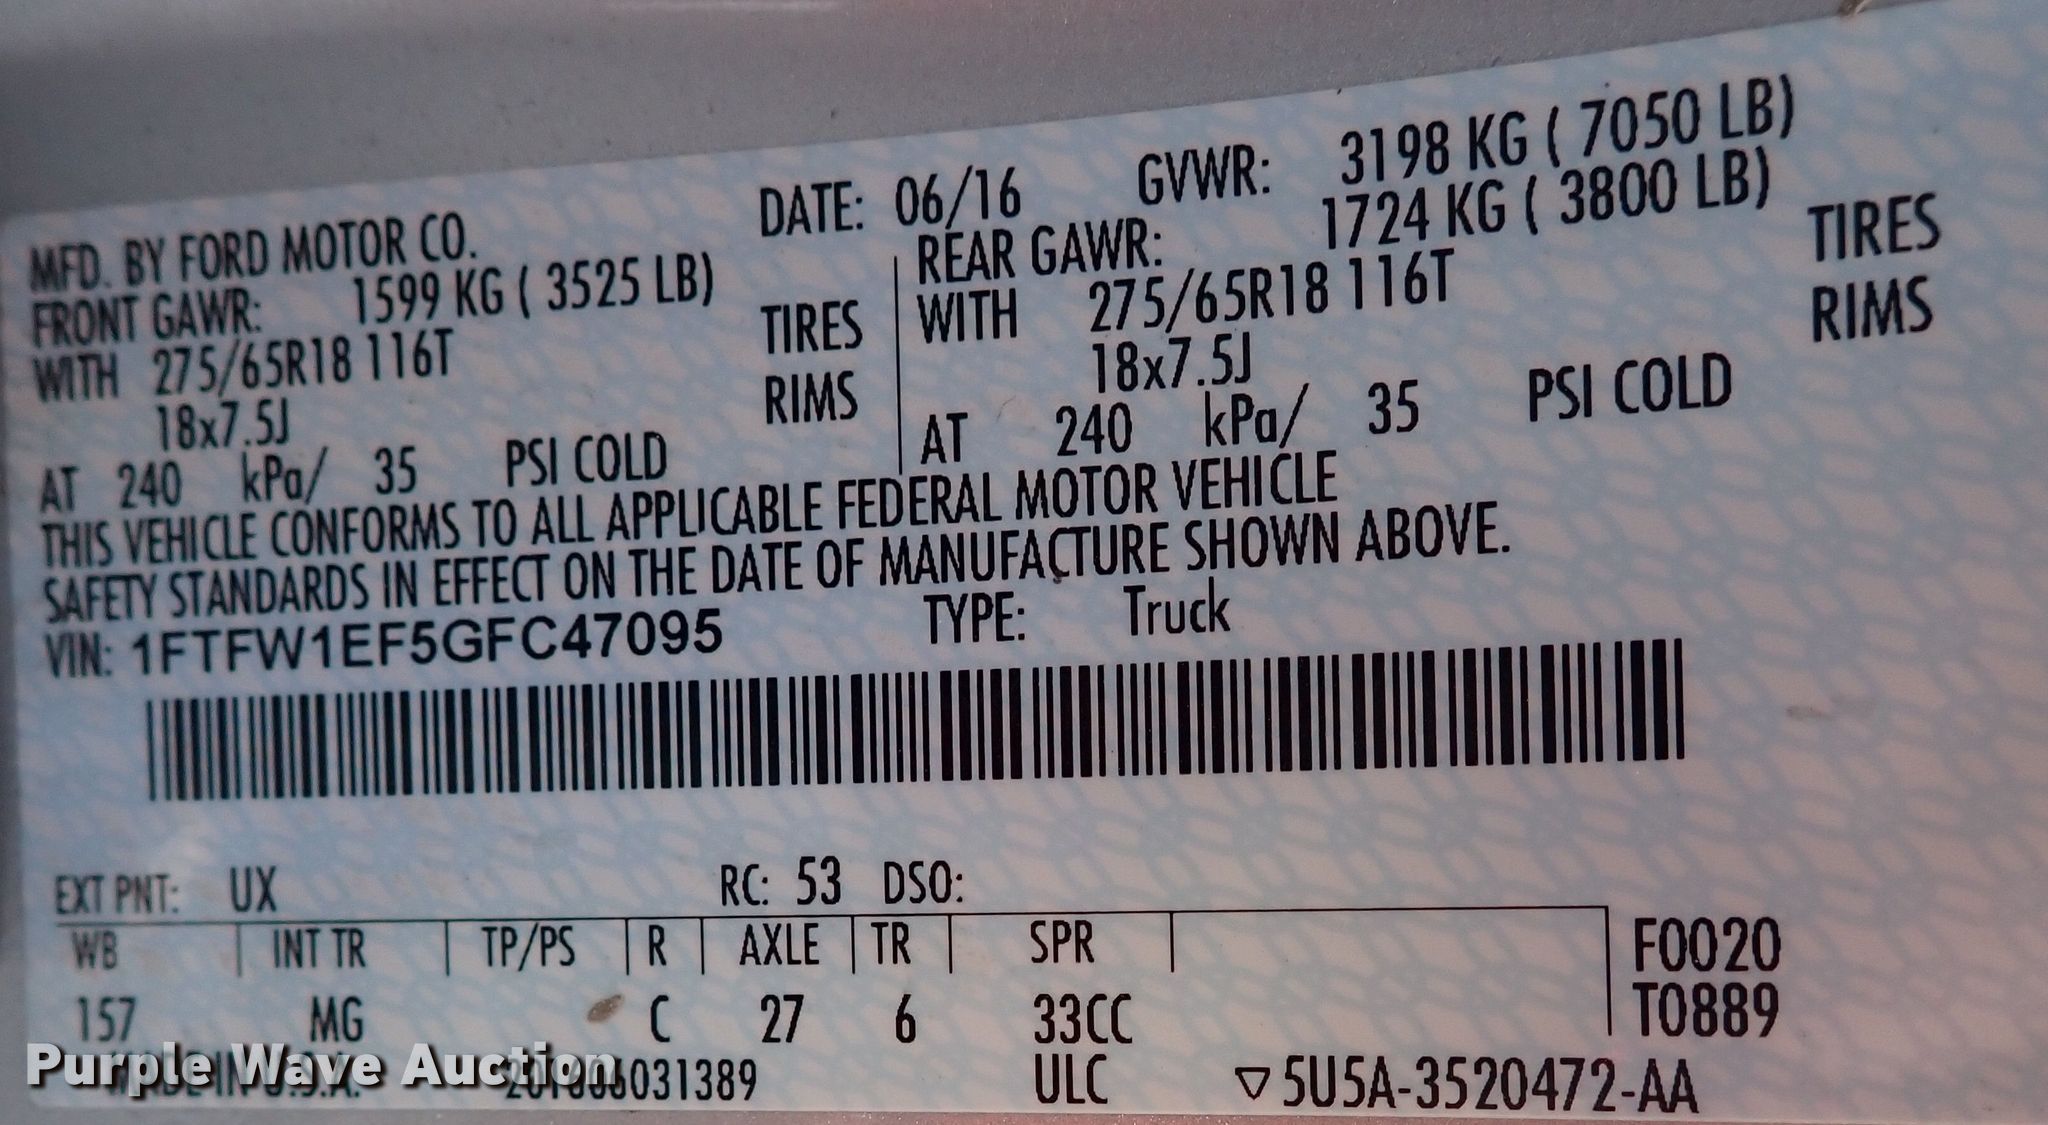 MFD. BY FORD MOTOR CO. DATE: 06/16 GVWR: 3198 KG ( 7050 LB)
FRONT GAWR: 1599 KG ( 3525 LB) REAR GAWR: 1724 KG ( 3800 LB)
WITH 275/65R18 116T TIRES WITH 275/65R18 116T TIRES
18x7.5J RIMS 18x7.5J RIMS
AT 240 kPa/ 35 PSI COLD AT 240 kPa/ 35 PSI COLD
THIS VEHICLE CONFORMS TO ALL APPLICABLE FEDERAL MOTOR VEHICLE
SAFETY STANDARDS IN EFFECT ON THE DATE OF MANUFACTURE SHOWN ABOVE.
VIN: 1FTFW1EF5GFC47095 TYPE: Truck
EXT PNT: UX RC: 53 DSO:
WB INT TR TP/PS R AXLE TR SPR F0020
157 MG C 27 6 33CC T0889
MADE IN U.S.A. ULC ▽5U5A-3520472-AA
Purple Wave Auction